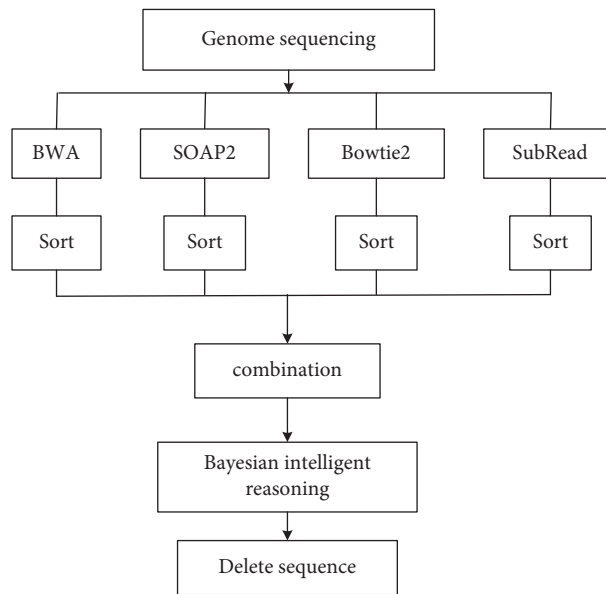 Genome sequencing
BWA
SOAP2
Bowtie2
SubRead
Sort
Sort
Sort
Sort
combination
Bayesian intelligent
reasoning
Delete sequence